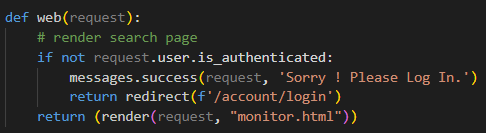 def web(request):
    # render search page
    if not request.user.is_authenticated:
        messages.success(request, 'Sorry ! Please Log In.')
        return redirect(f'/account/login')
    return (render(request, "monitor.html"))